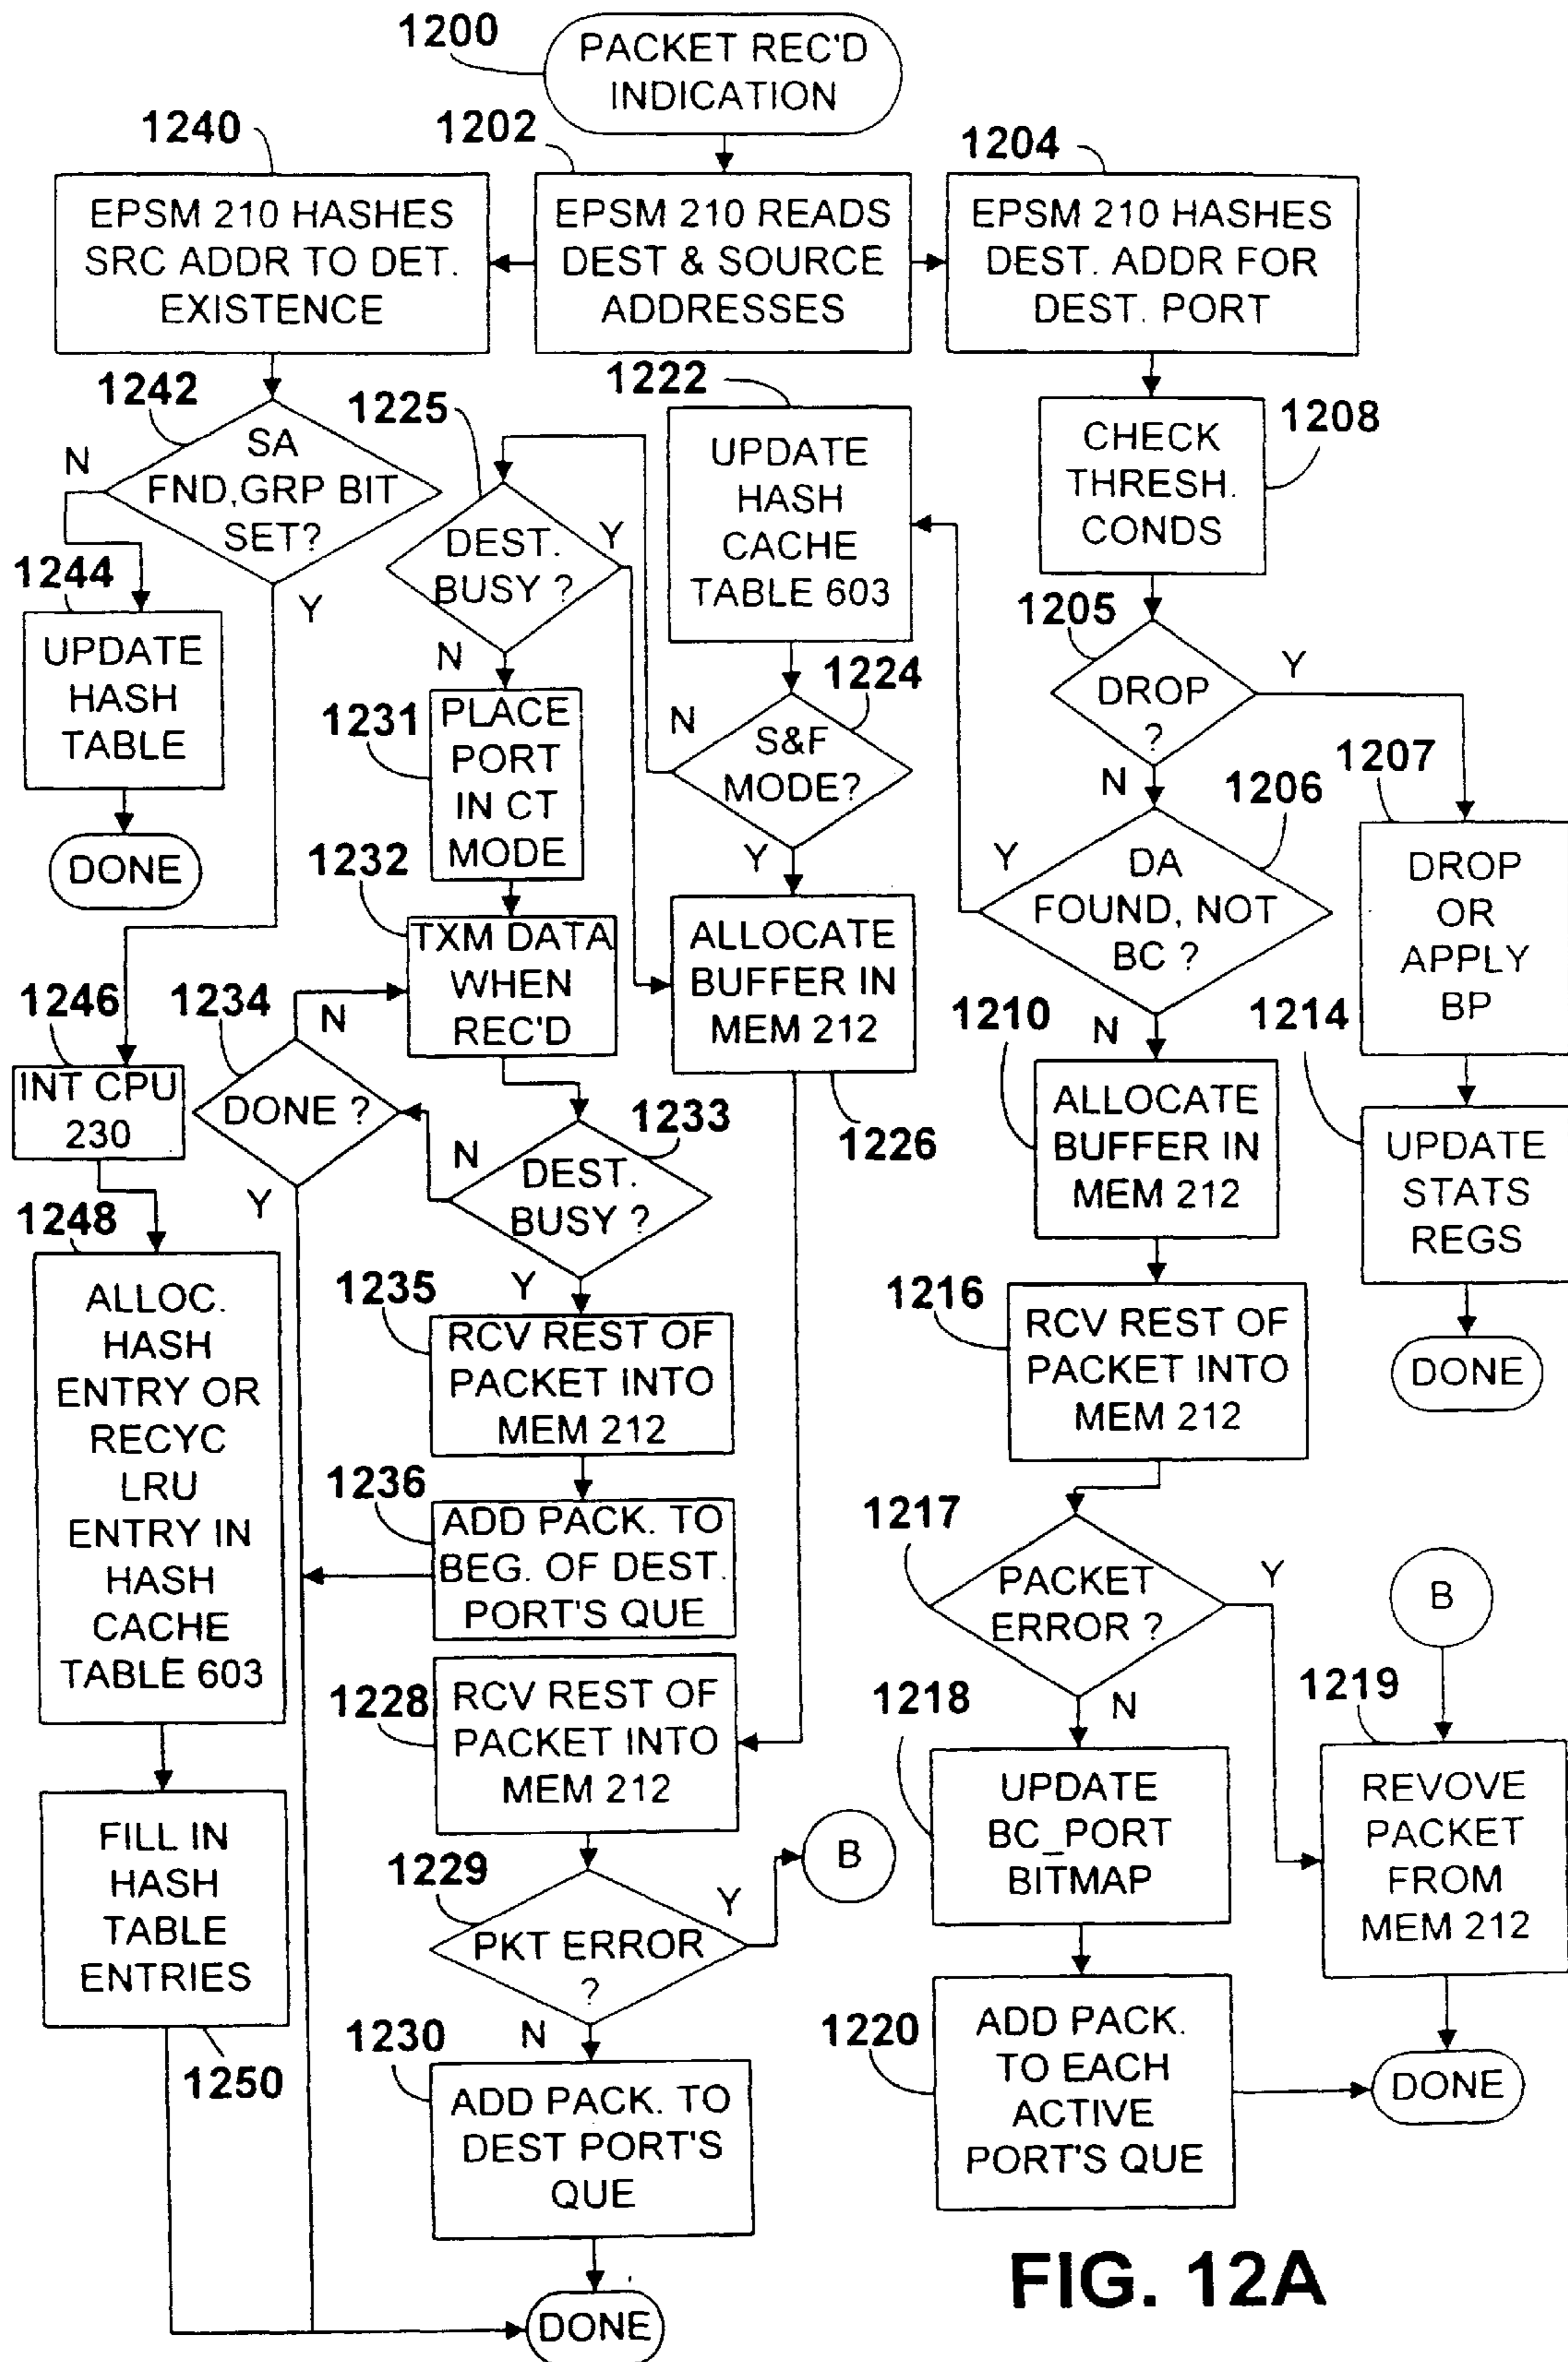 1200
PACKET REC'D
INDICATION
1240
1202
1204
EPSM 210 HASHES
SRC ADDR TO DET.
EXISTENCE
EPSM 210 READS
DEST & SOURCE
ADDRESSES
EPSM 210 HASHES
DEST. ADDR FOR
DEST. PORT
1242
SA
FND,GRP BIT
SET?
N
Y
1244
UPDATE
HASH
TABLE
DONE
1246
INT CPU
230
1248
ALLOC.
HASH
ENTRY OR
RECYC
LRU
ENTRY IN
HASH
CACHE
TABLE 603
FILL IN
HASH
TABLE
ENTRIES
1250
1225
DEST.
BUSY ?
Y
N
1231
PLACE
PORT
IN CT
MODE
1232
TXM DATA
WHEN
REC'D
1234
DONE ?
N
Y
1233
DEST.
BUSY ?
N
Y
1235
RCV REST OF
PACKET INTO
MEM 212
1236
ADD PACK. TO
BEG. OF DEST.
PORT'S QUE
1228
RCV REST OF
PACKET INTO
MEM 212
1229
PKT ERROR
?
Y
B
N
1230
ADD PACK. TO
DEST PORT'S
QUE
DONE
1222
UPDATE
HASH
CACHE
TABLE 603
1224
S&F
MODE?
N
Y
ALLOCATE
BUFFER IN
MEM 212
1226
CHECK
THRESH.
CONDS
1208
1205
DROP
?
Y
N
1207
DROP
OR
APPLY
BP
1214
UPDATE
STATS
REGS
DONE
1206
DA
FOUND, NOT
BC ?
Y
N
1210
ALLOCATE
BUFFER IN
MEM 212
1216
RCV REST OF
PACKET INTO
MEM 212
1217
PACKET
ERROR ?
Y
N
B
1219
REVOVE
PACKET
FROM
MEM 212
1218
UPDATE
BC_PORT
BITMAP
1220
ADD PACK.
TO EACH
ACTIVE
PORT'S QUE
DONE
FIG. 12A